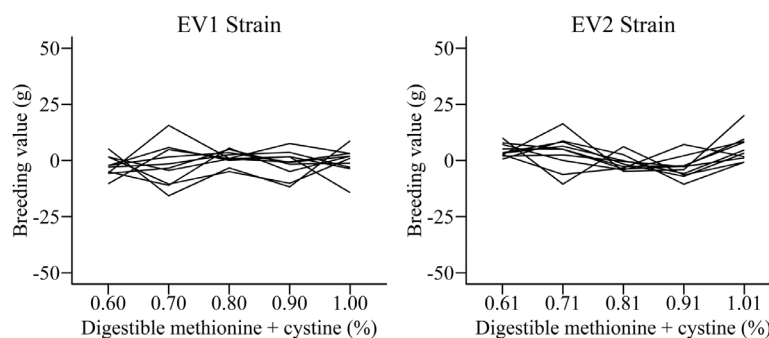 EV1 Strain
50
25
0
-25
-50
Breeding value (g)
0.60 0.70 0.80 0.90 1.00
Digestible methionine + cystine (%)
EV2 Strain
50
25
0
-25
-50
Breeding value (g)
0.61 0.71 0.81 0.91 1.01
Digestible methionine + cystine (%)